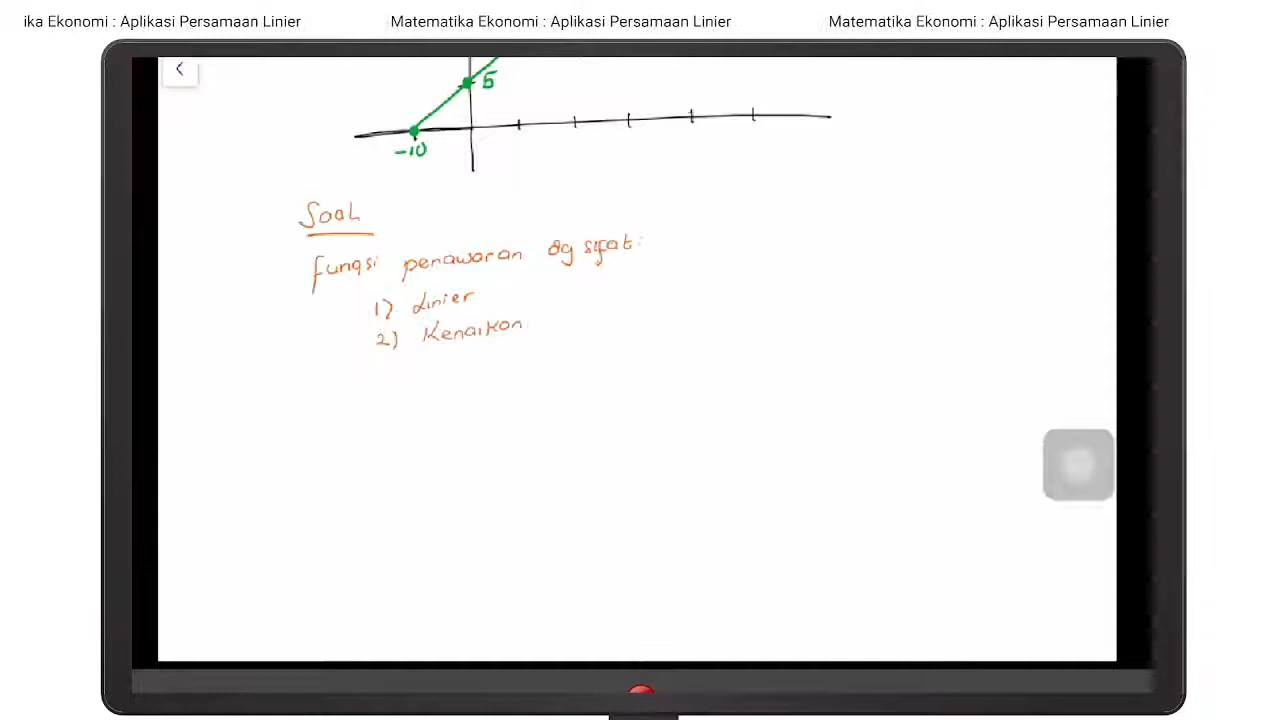 ika Ekonomi : Aplikasi Persamaan Linier Matematika Ekonomi : Aplikasi Persamaan Linier Matematika Ekonomi : Aplikasi Persamaan Linier
5
-10
Soal
fungsi penawaran dg sifat:
1) Linier
2) Kenaikan